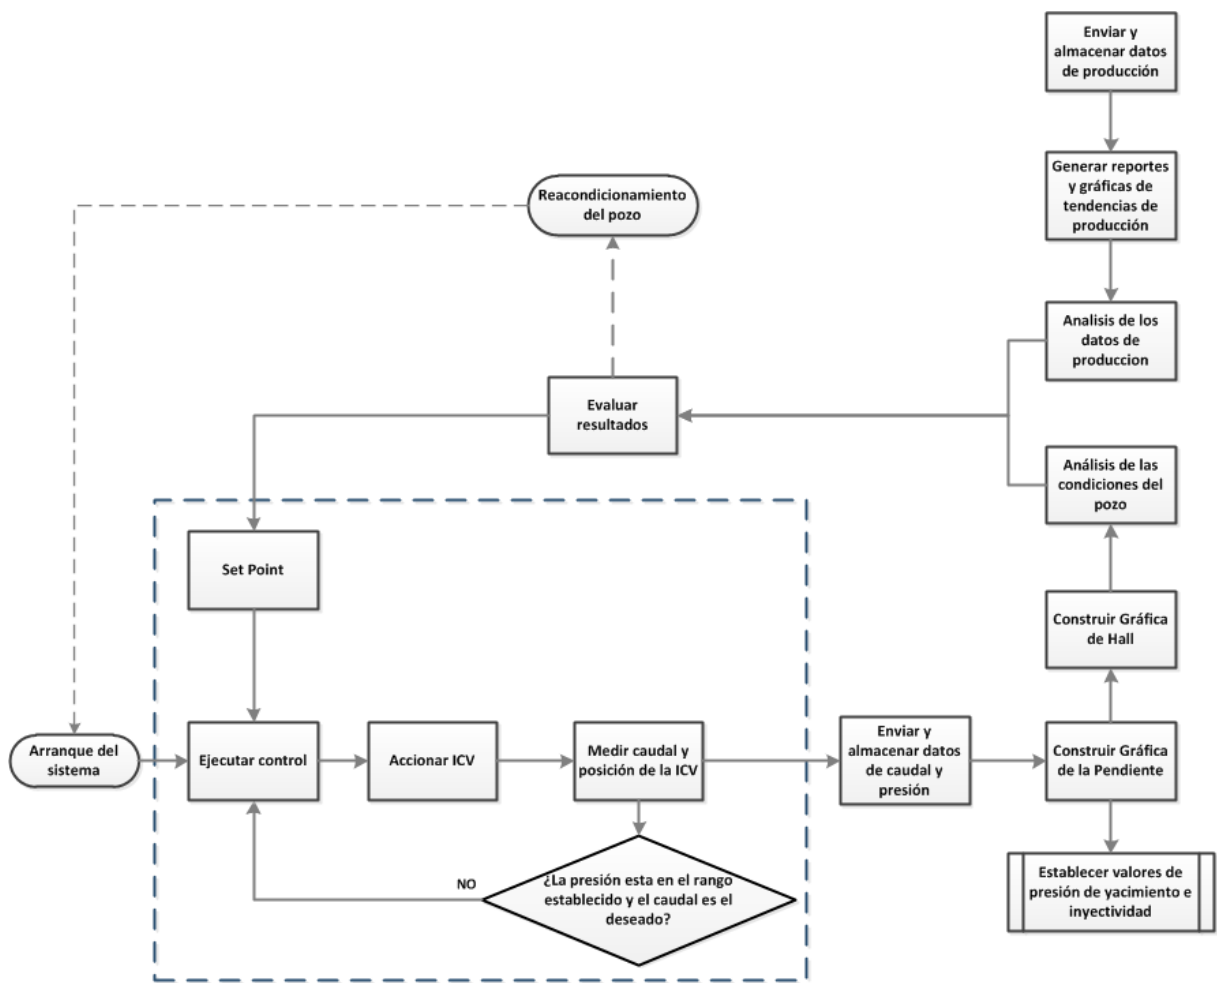 Enviar y
almacenar datos
de producción
Generar reportes
y gráficas de
tendencias de
producción
Reacondicionamiento
del pozo
Analisis de los
datos de
produccion
Evaluar
resultados
Análisis de las
condiciones del
pozo
Set Point
Construir Gráfica
de Hall
Arranque del
sistema
Ejecutar control
Accionar ICV
Medir caudal y
posición de la ICV
Enviar y
almacenar datos
de caudal y
presión
Construir Gráfica
de la Pendiente
NO
¿La presión esta en el rango
establecido y el caudal es el
deseado?
Establecer valores de
presión de yacimiento e
inyectividad